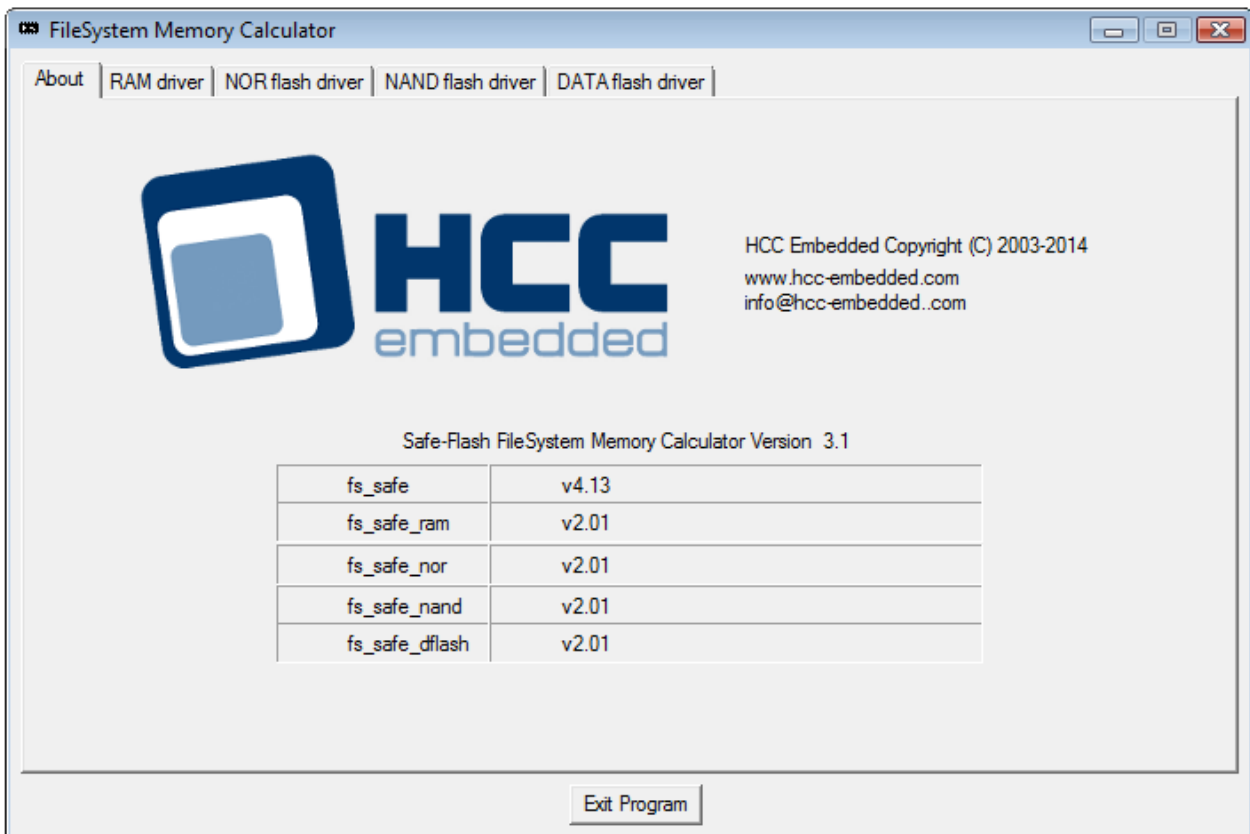 FileSystem Memory Calculator
About RAM driver NOR flash driver NAND flash driver DATA flash driver
HCC
embedded
HCC Embedded Copyright (C) 2003-2014
www.hcc-embedded.com
info@hcc-embedded..com
Safe-Flash FileSystem Memory Calculator Version 3.1
fs_safe v4.13
fs_safe_ram v2.01
fs_safe_nor v2.01
fs_safe_nand v2.01
fs_safe_dflash v2.01
Exit Program